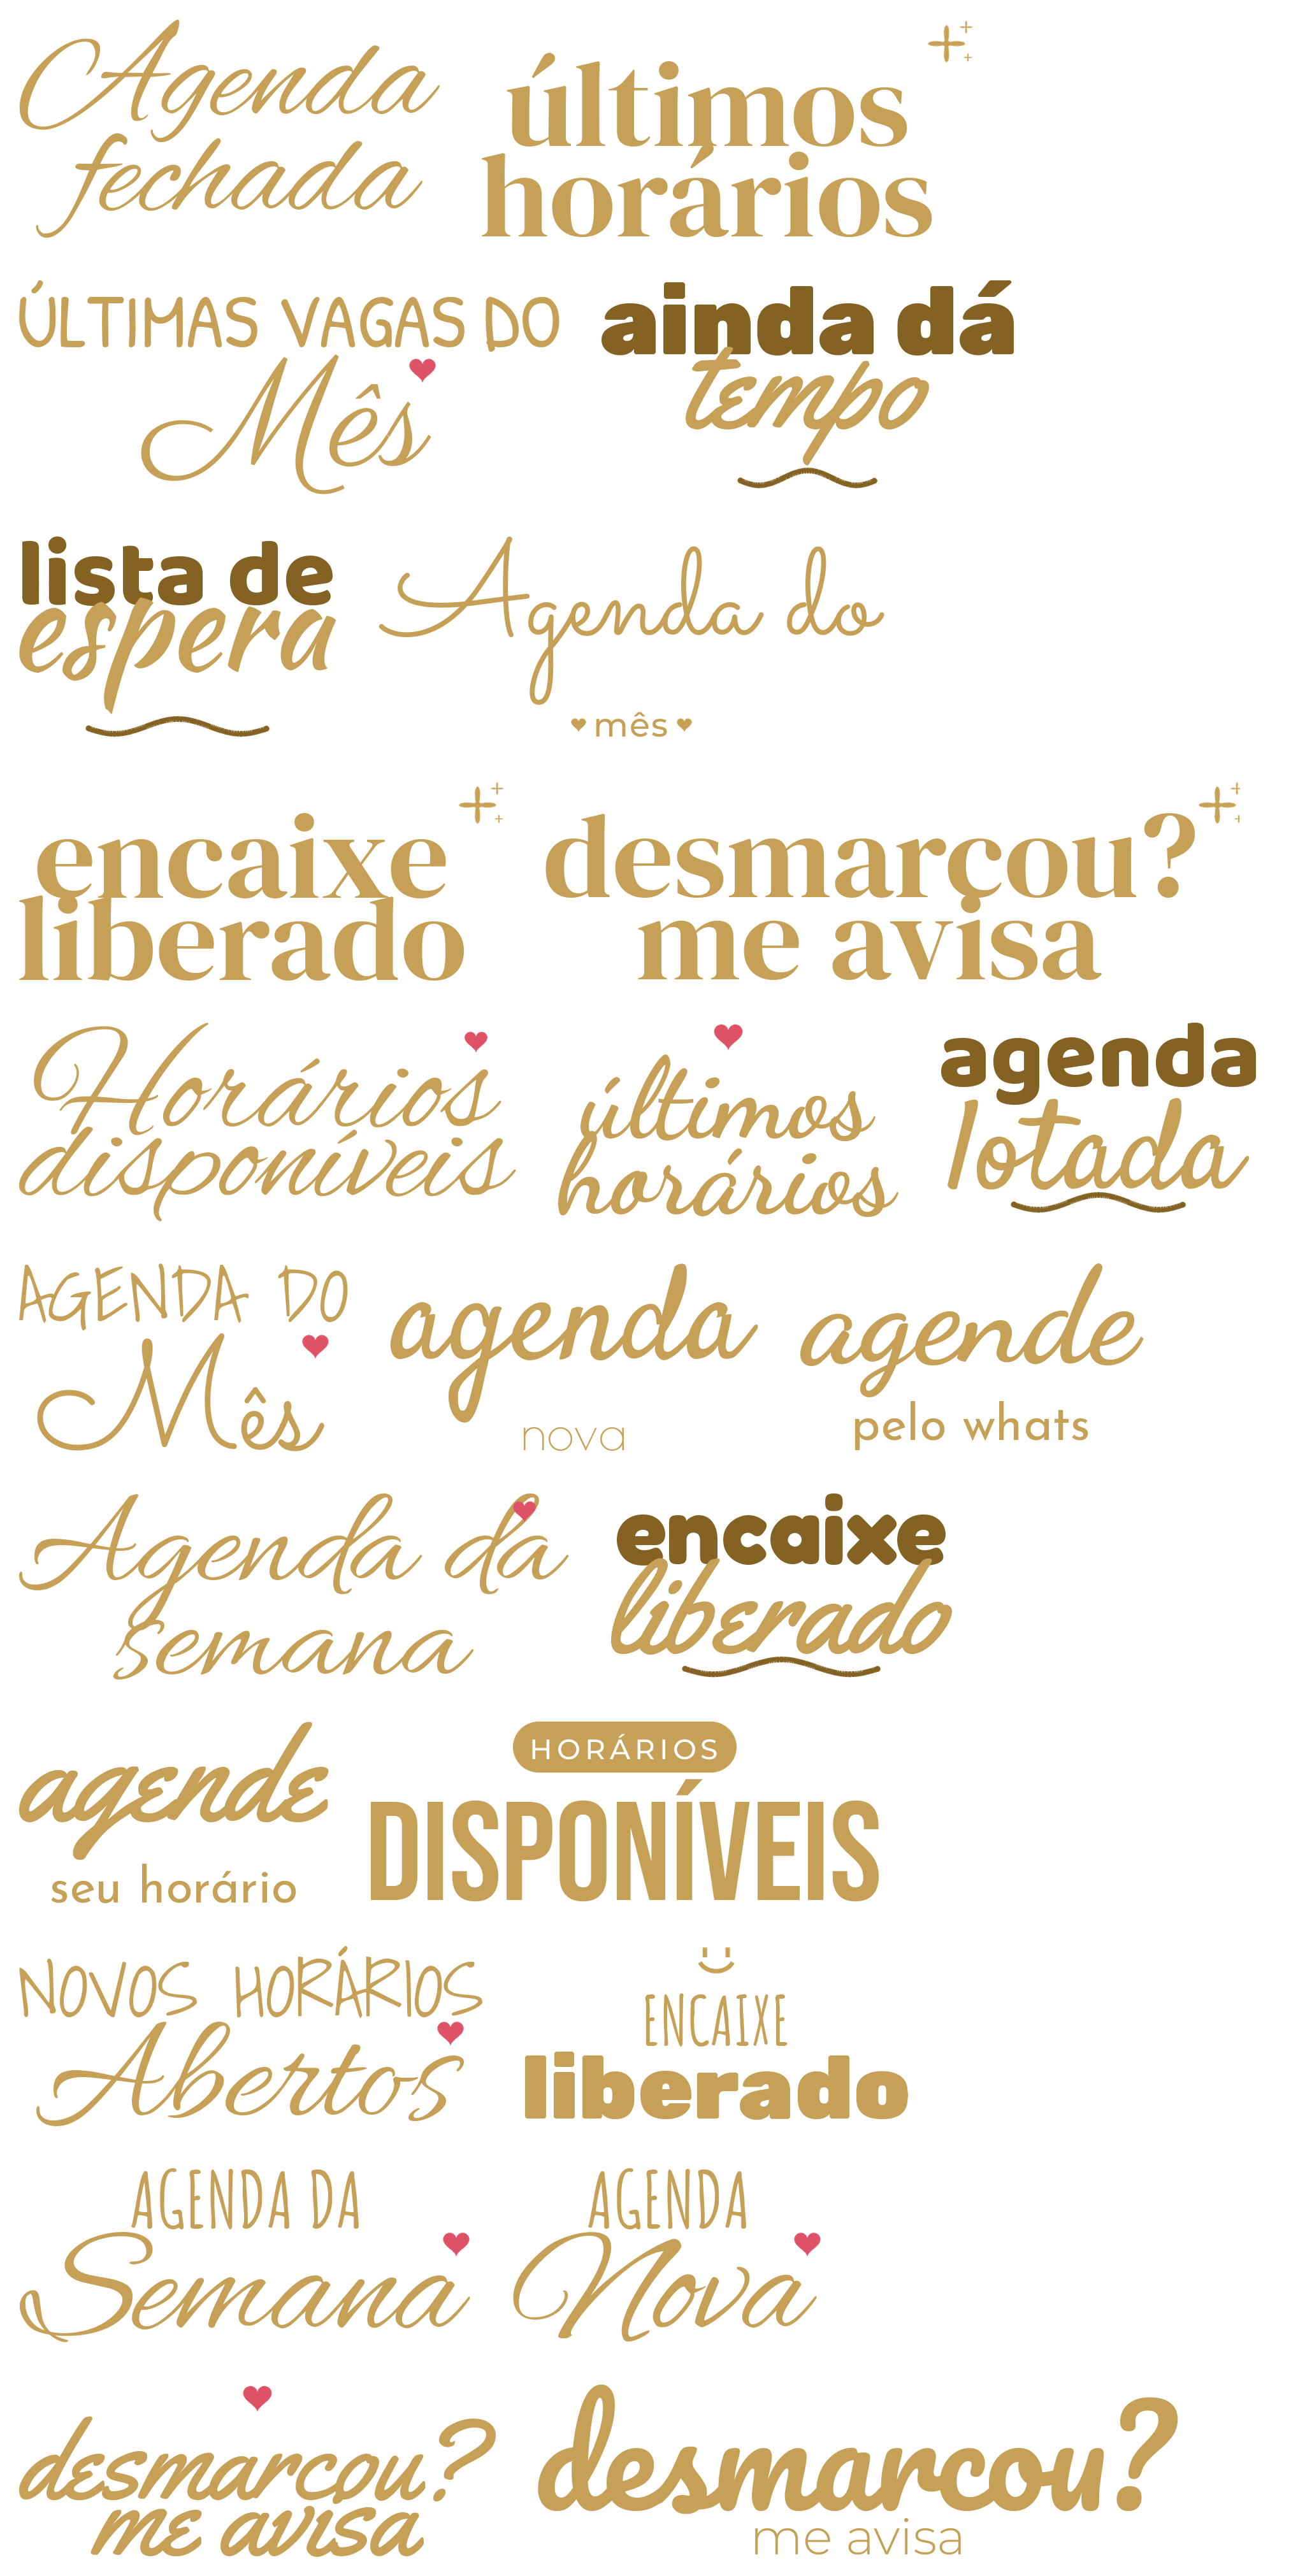 Agenda
fechada
últimos
horários
ÚLTIMAS VAGAS DO
Mês
ainda dá
tempo
lista de
espera
Agenda do
mês
encaixe
liberado
desmarcou?
me avisa
Horários
disponíveis
últimos
horários
agenda
lotada
AGENDA DO
Mês
agenda
nova
agende
pelo whats
Agenda da
semana
encaixe
liberado
agende
seu horário
HORÁRIOS
DISPONÍVEIS
NOVOS HORÁRIOS
Abertos
ENCAIXE
liberado
AGENDA DA
Semana
AGENDA
Nova
desmarcou?
me avisa
desmarcou?
me avisa